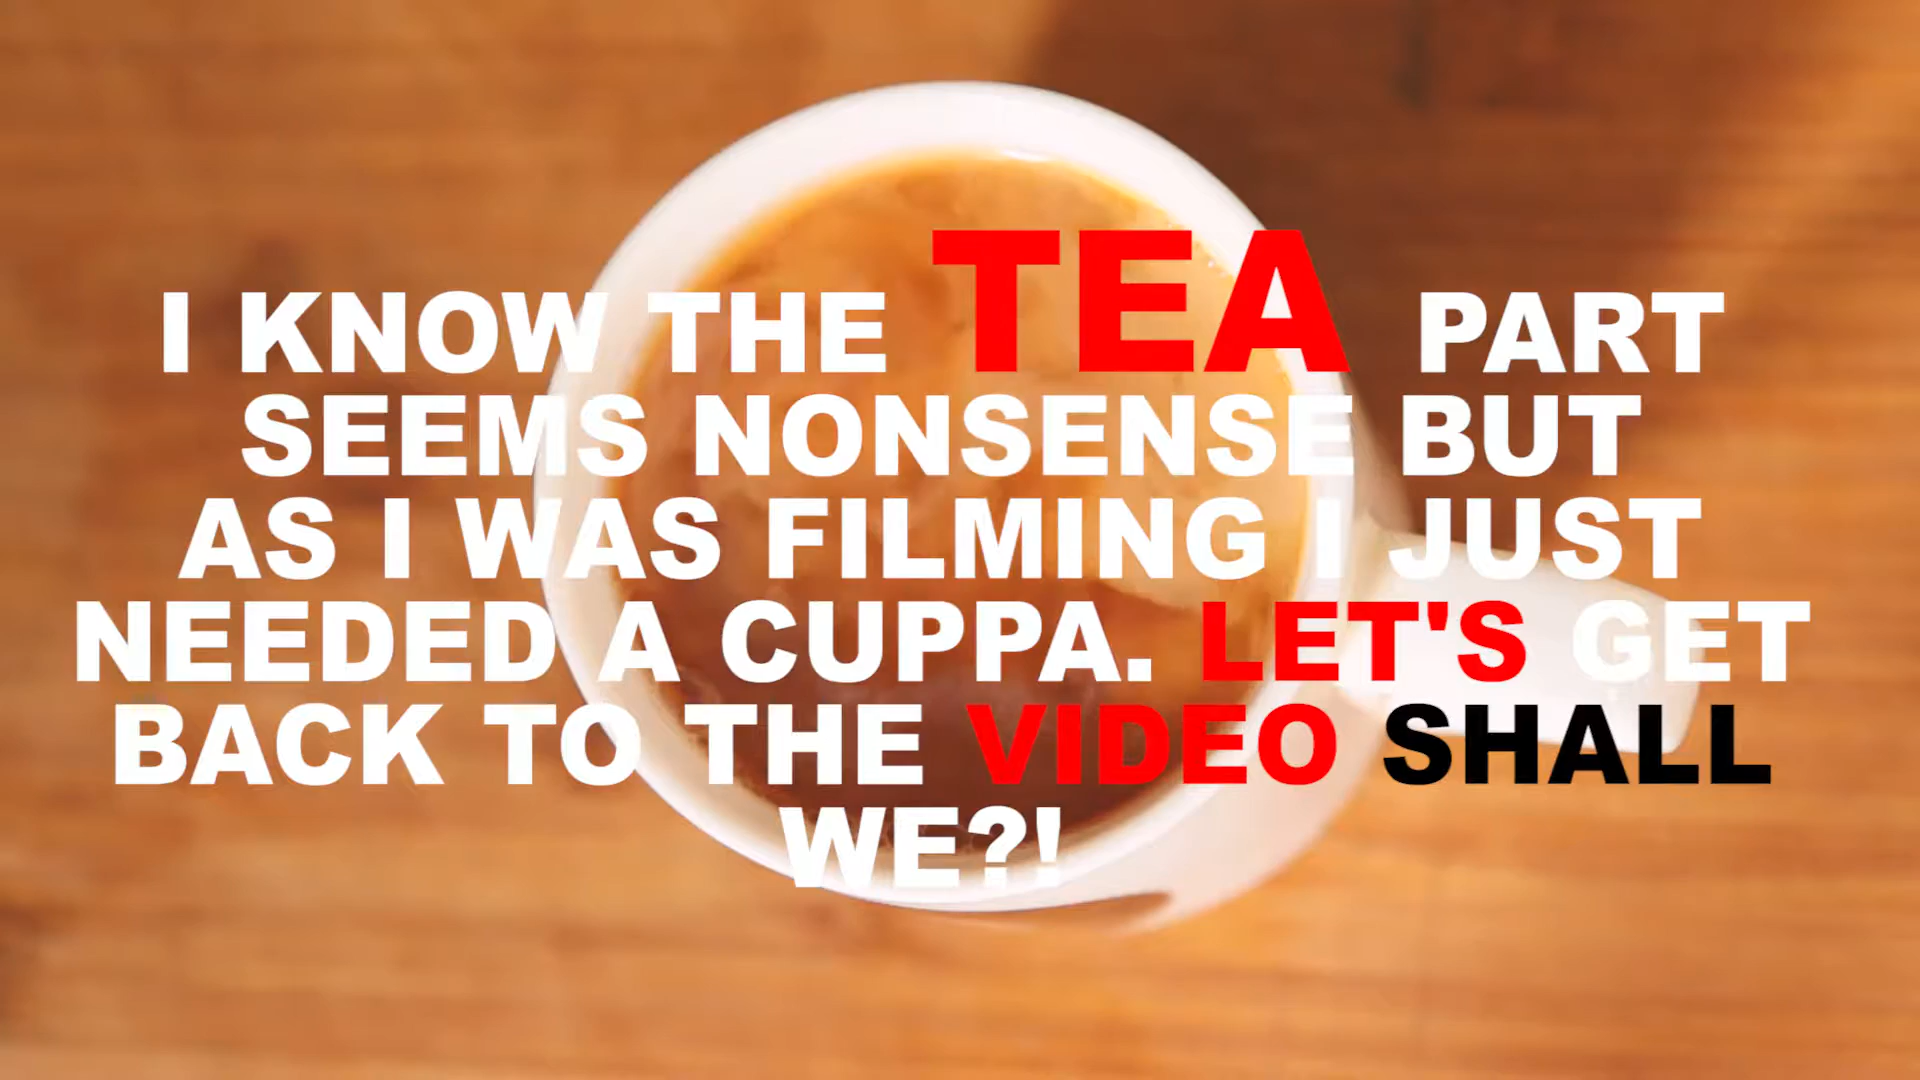 I KNOW THE TEA PART
SEEMS NONSENSE BUT
AS I WAS FILMING I JUST
NEEDED A CUPPA. LET'S GET
BACK TO THE VIDEO SHALL
WE?!